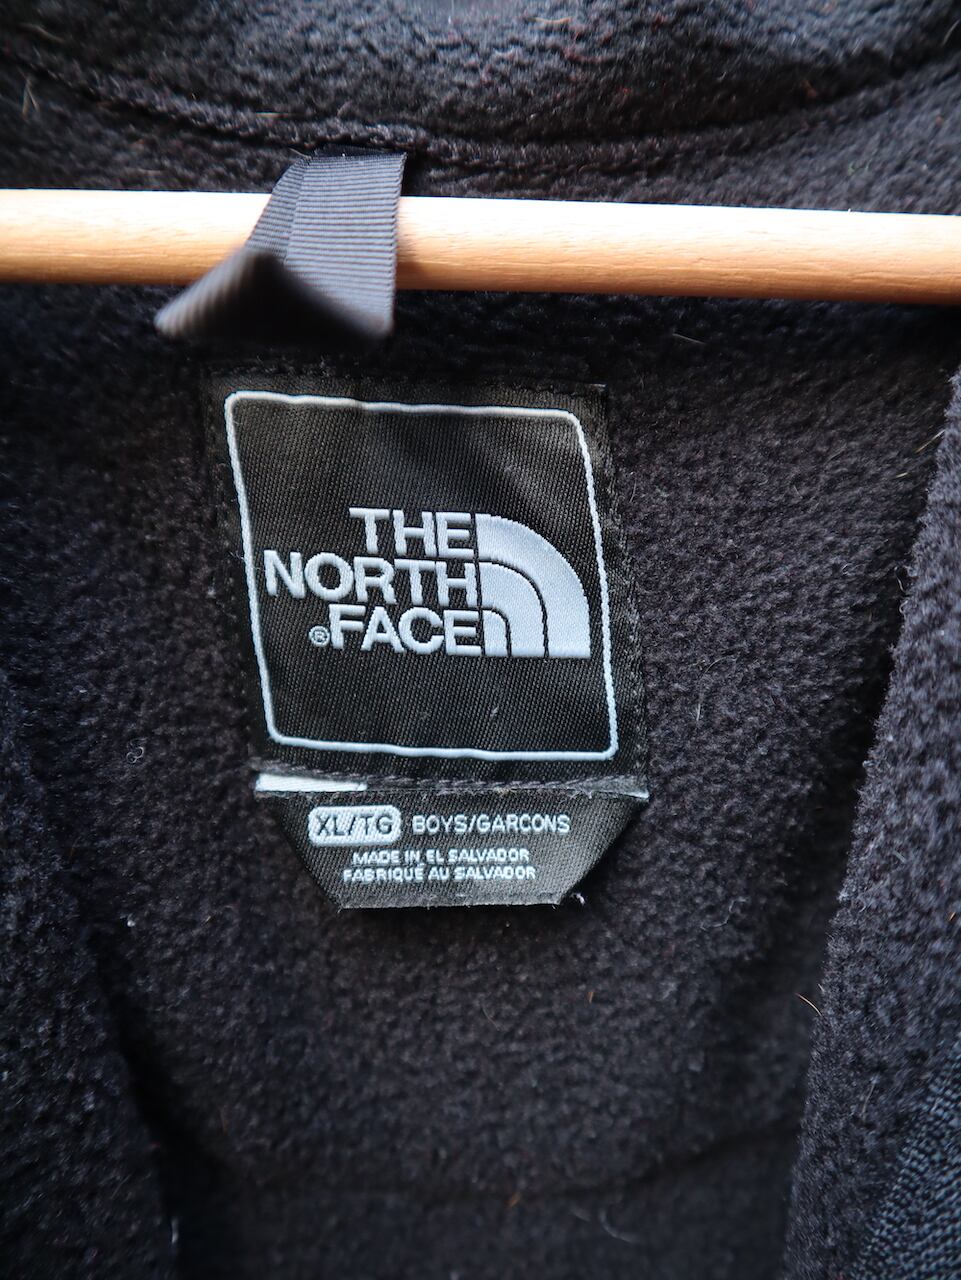 THE
NORTH
®FACE
XL/TG BOYS/GARCONS
MADE IN EL SALVADOR
FABRIQUÉ AU SALVADOR